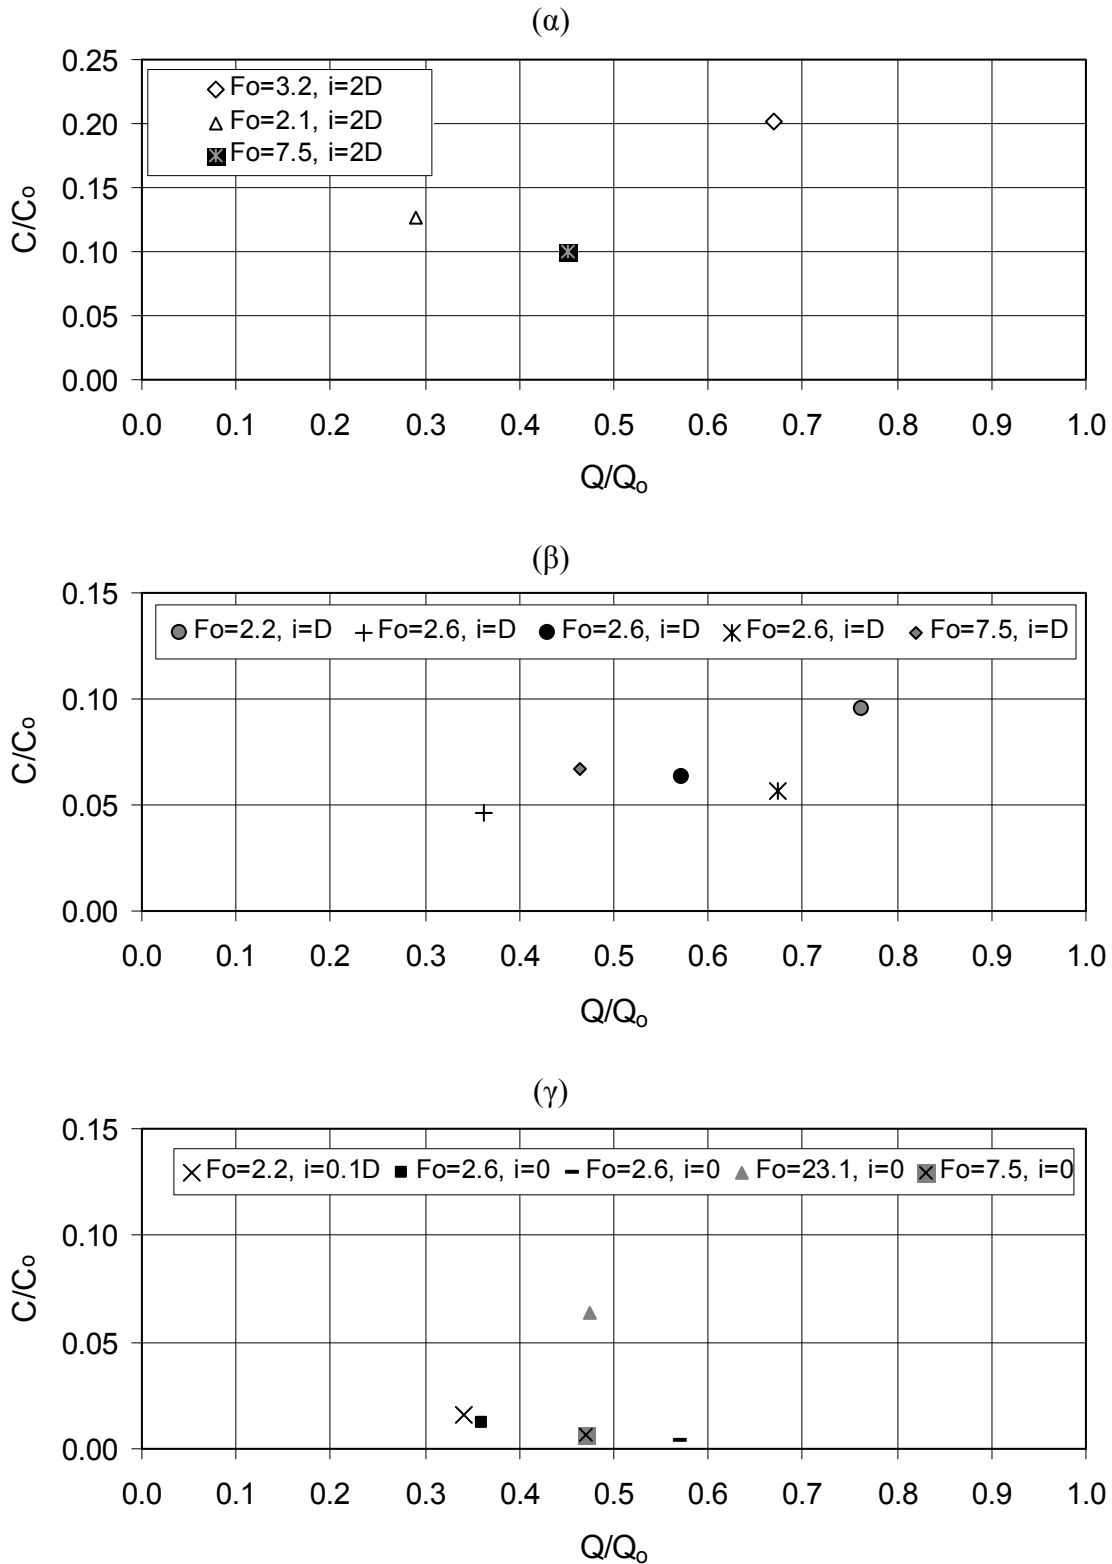 (α)
0.25
0.20
0.15
0.10
0.05
0.00
C/Co
Fo=3.2, i=2D
Fo=2.1, i=2D
Fo=7.5, i=2D
0.0 0.1 0.2 0.3 0.4 0.5 0.6 0.7 0.8 0.9 1.0
Q/Qo
(β)
0.15
0.10
0.05
0.00
C/Co
Fo=2.2, i=D Fo=2.6, i=D Fo=2.6, i=D Fo=2.6, i=D Fo=7.5, i=D
0.0 0.1 0.2 0.3 0.4 0.5 0.6 0.7 0.8 0.9 1.0
Q/Qo
(γ)
0.15
0.10
0.05
0.00
C/Co
Fo=2.2, i=0.1D Fo=2.6, i=0 Fo=2.6, i=0 Fo=23.1, i=0 Fo=7.5, i=0
0.0 0.1 0.2 0.3 0.4 0.5 0.6 0.7 0.8 0.9 1.0
Q/Qo